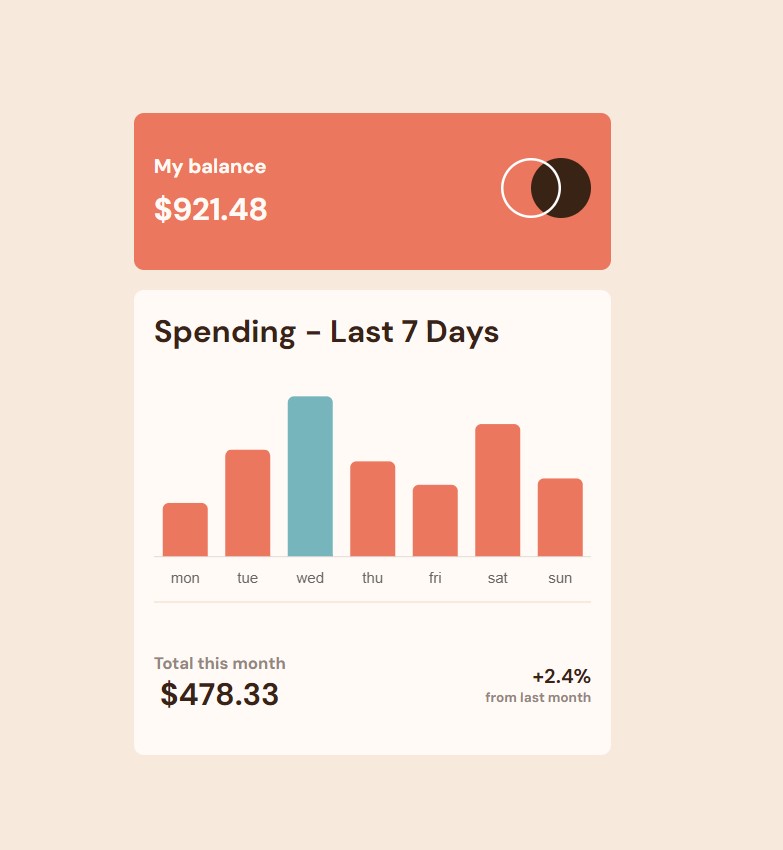 My balance
$921.48
Spending - Last 7 Days
mon tue wed thu fri sat sun
Total this month
$478.33
+2.4%
from last month